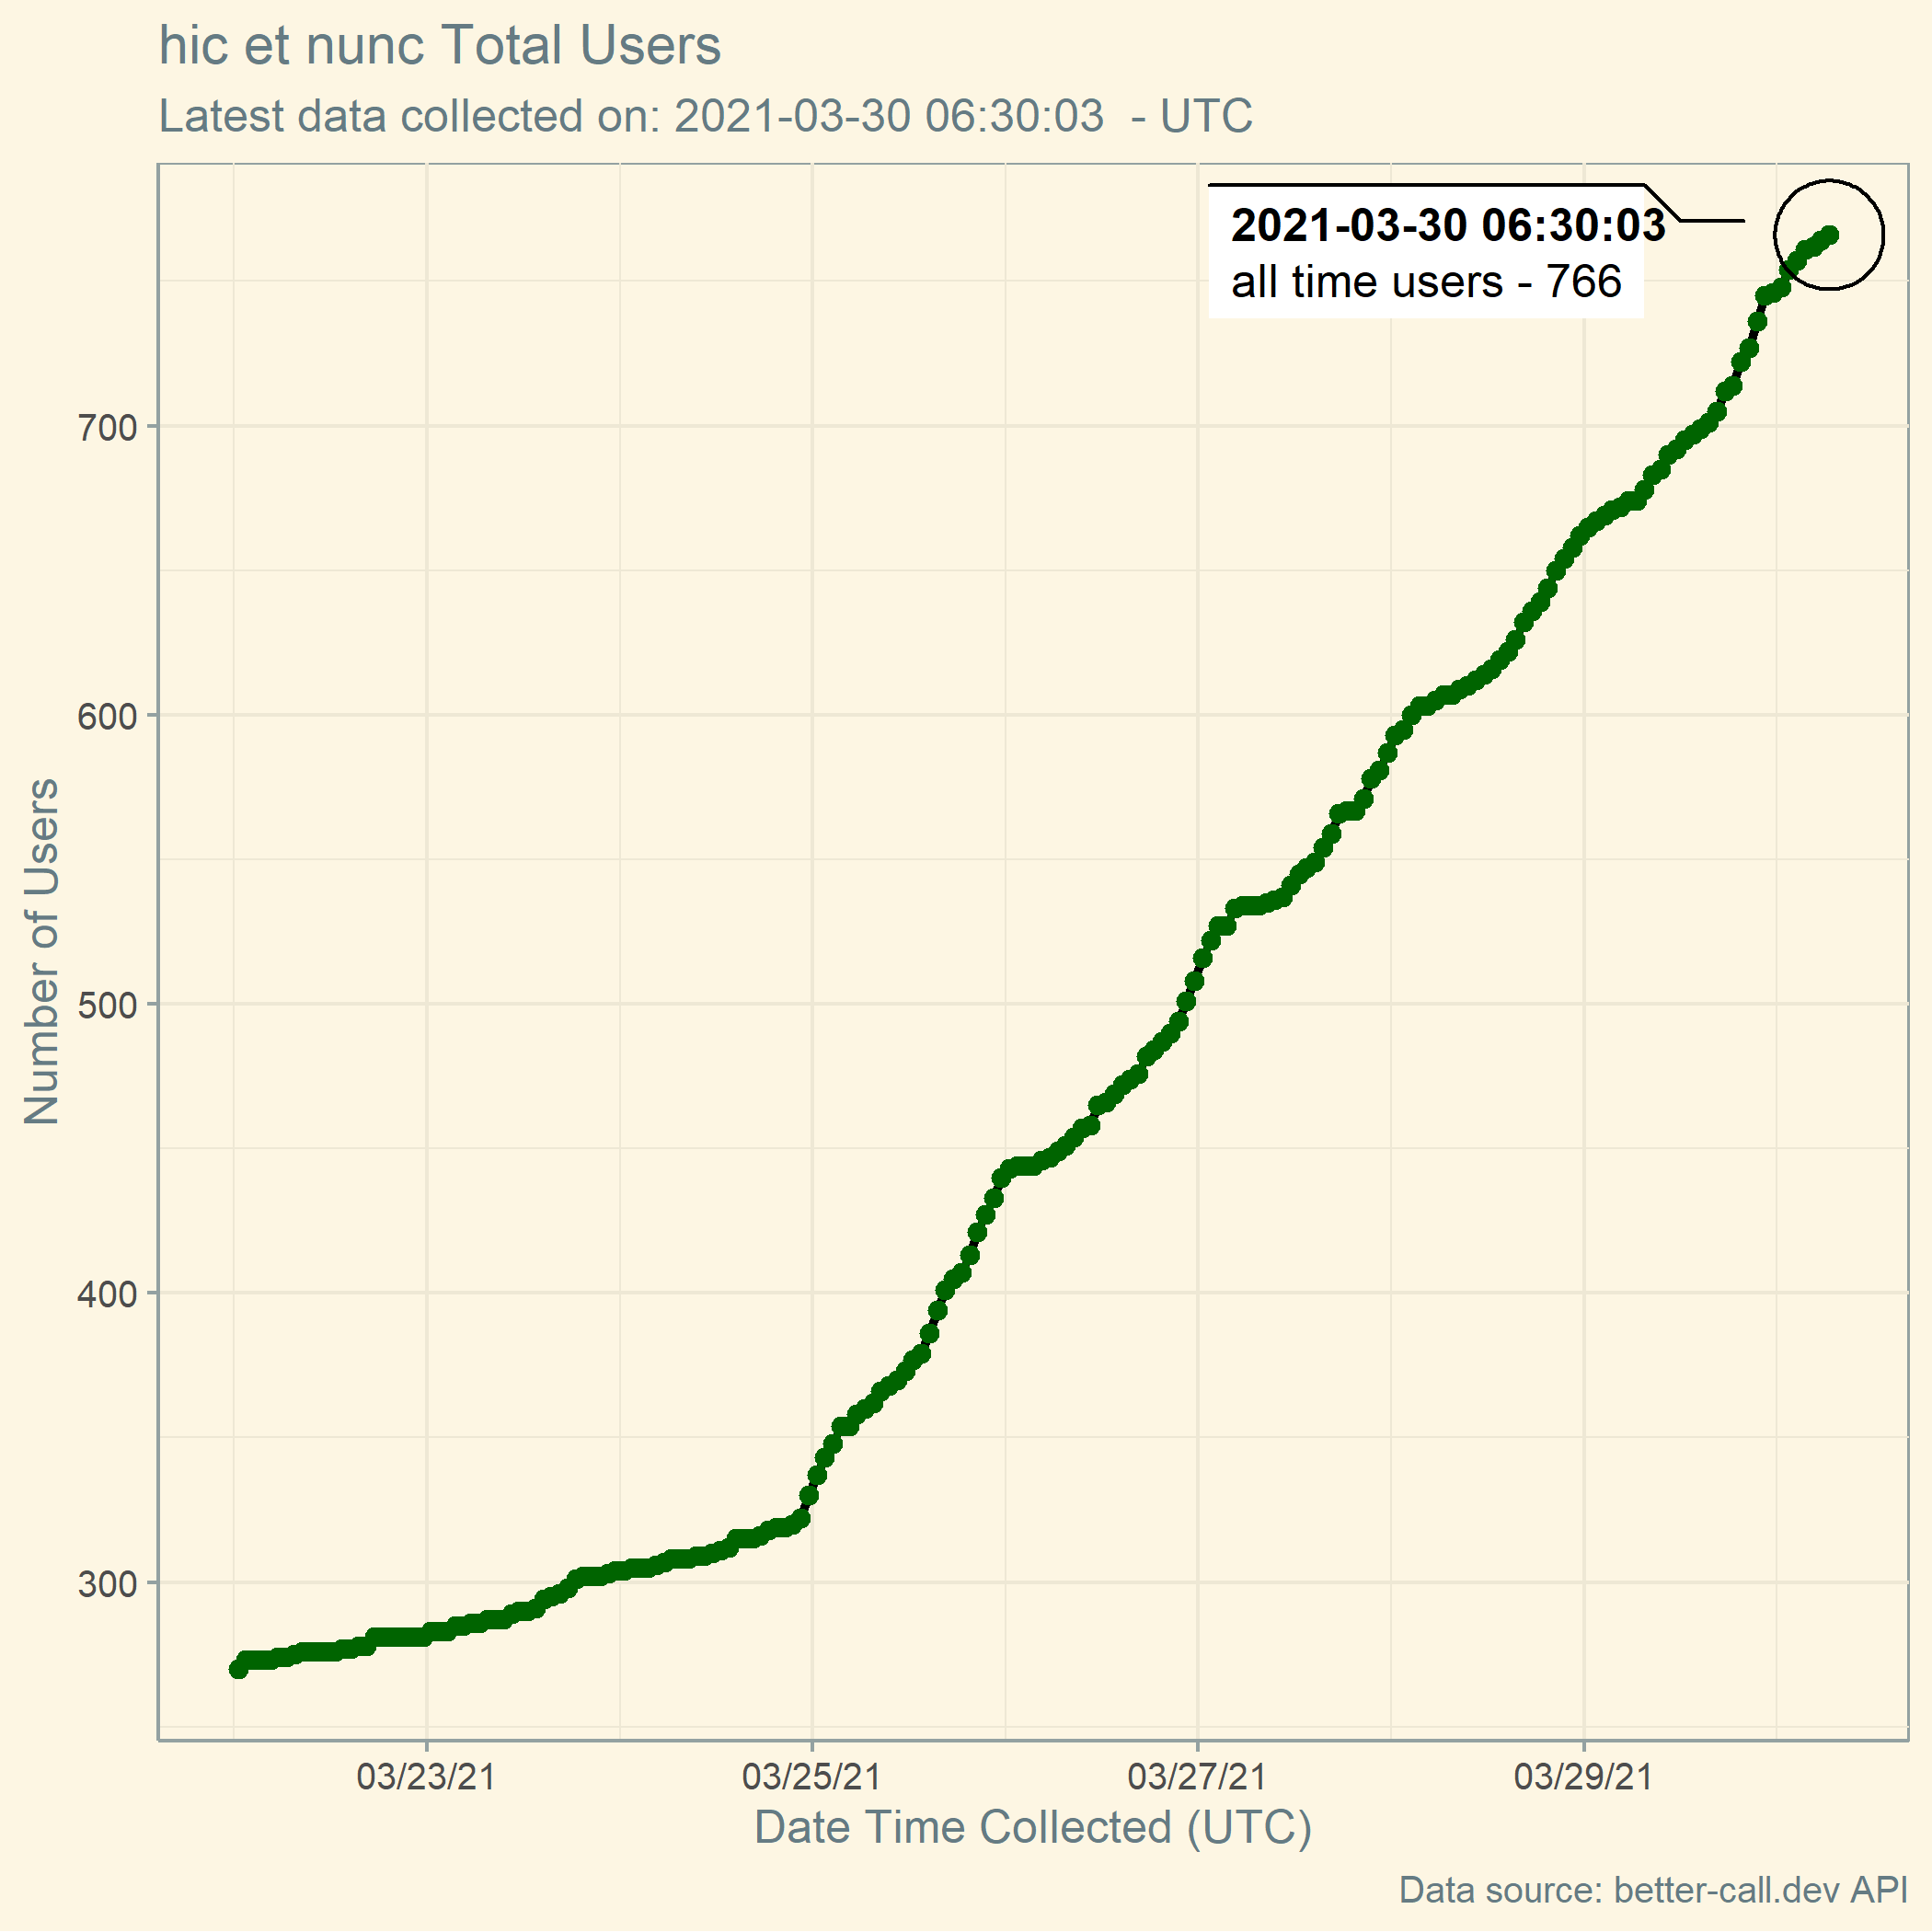 hic et nunc Total Users
Latest data collected on: 2021-03-30 06:30:03  - UTC
2021-03-30 06:30:03
all time users - 766
700
600
500
400
300
Number of Users
03/23/21
03/25/21
03/27/21
03/29/21
Date Time Collected (UTC)
Data source: better-call.dev API